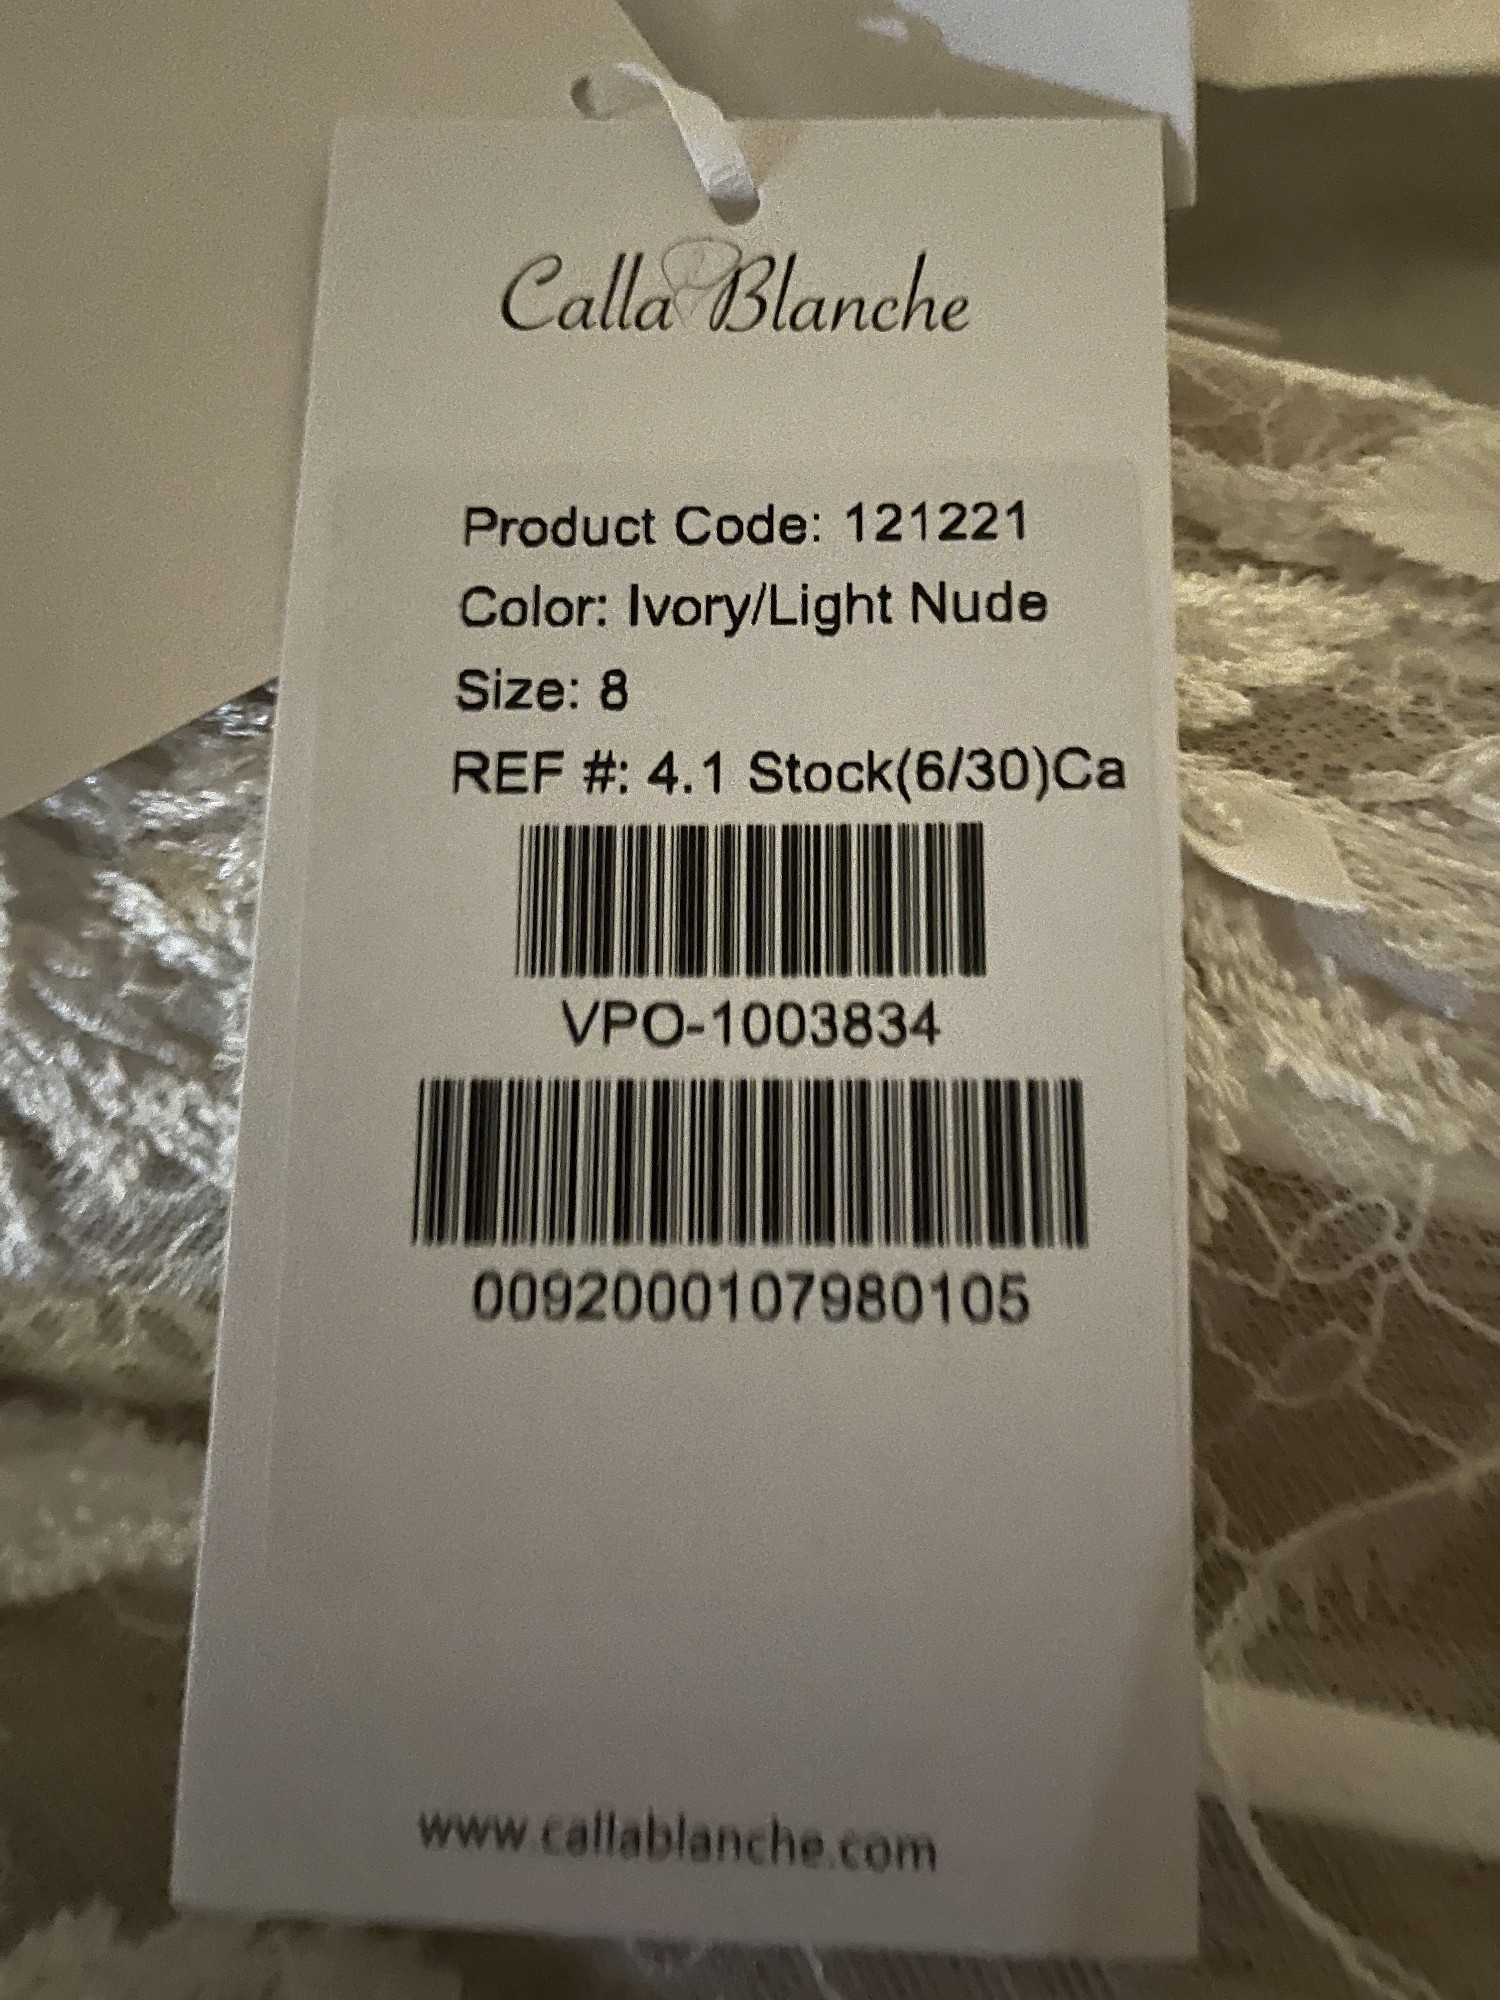 Calla Blanche
Product Code: 121221
Color: Ivory/Light Nude
Size: 8
REF #: 4.1 Stock(6/30)Ca
VPO-1003834
0092000107980105
www.callablanche.com